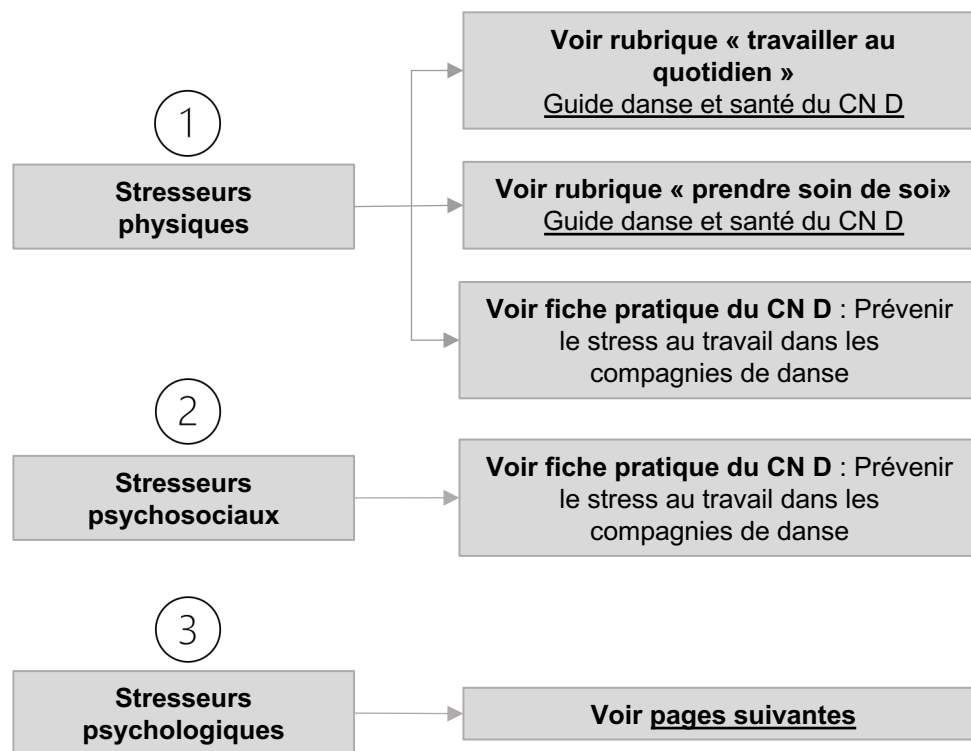 1
Stresseurs
physiques
Voir rubrique « travailler au
quotidien »
Guide danse et santé du CN D
Voir rubrique « prendre soin de soi»
Guide danse et santé du CN D
Voir fiche pratique du CN D : Prévenir
le stress au travail dans les
compagnies de danse
2
Stresseurs
psychosociaux
Voir fiche pratique du CN D : Prévenir
le stress au travail dans les
compagnies de danse
3
Stresseurs
psychologiques
Voir pages suivantes